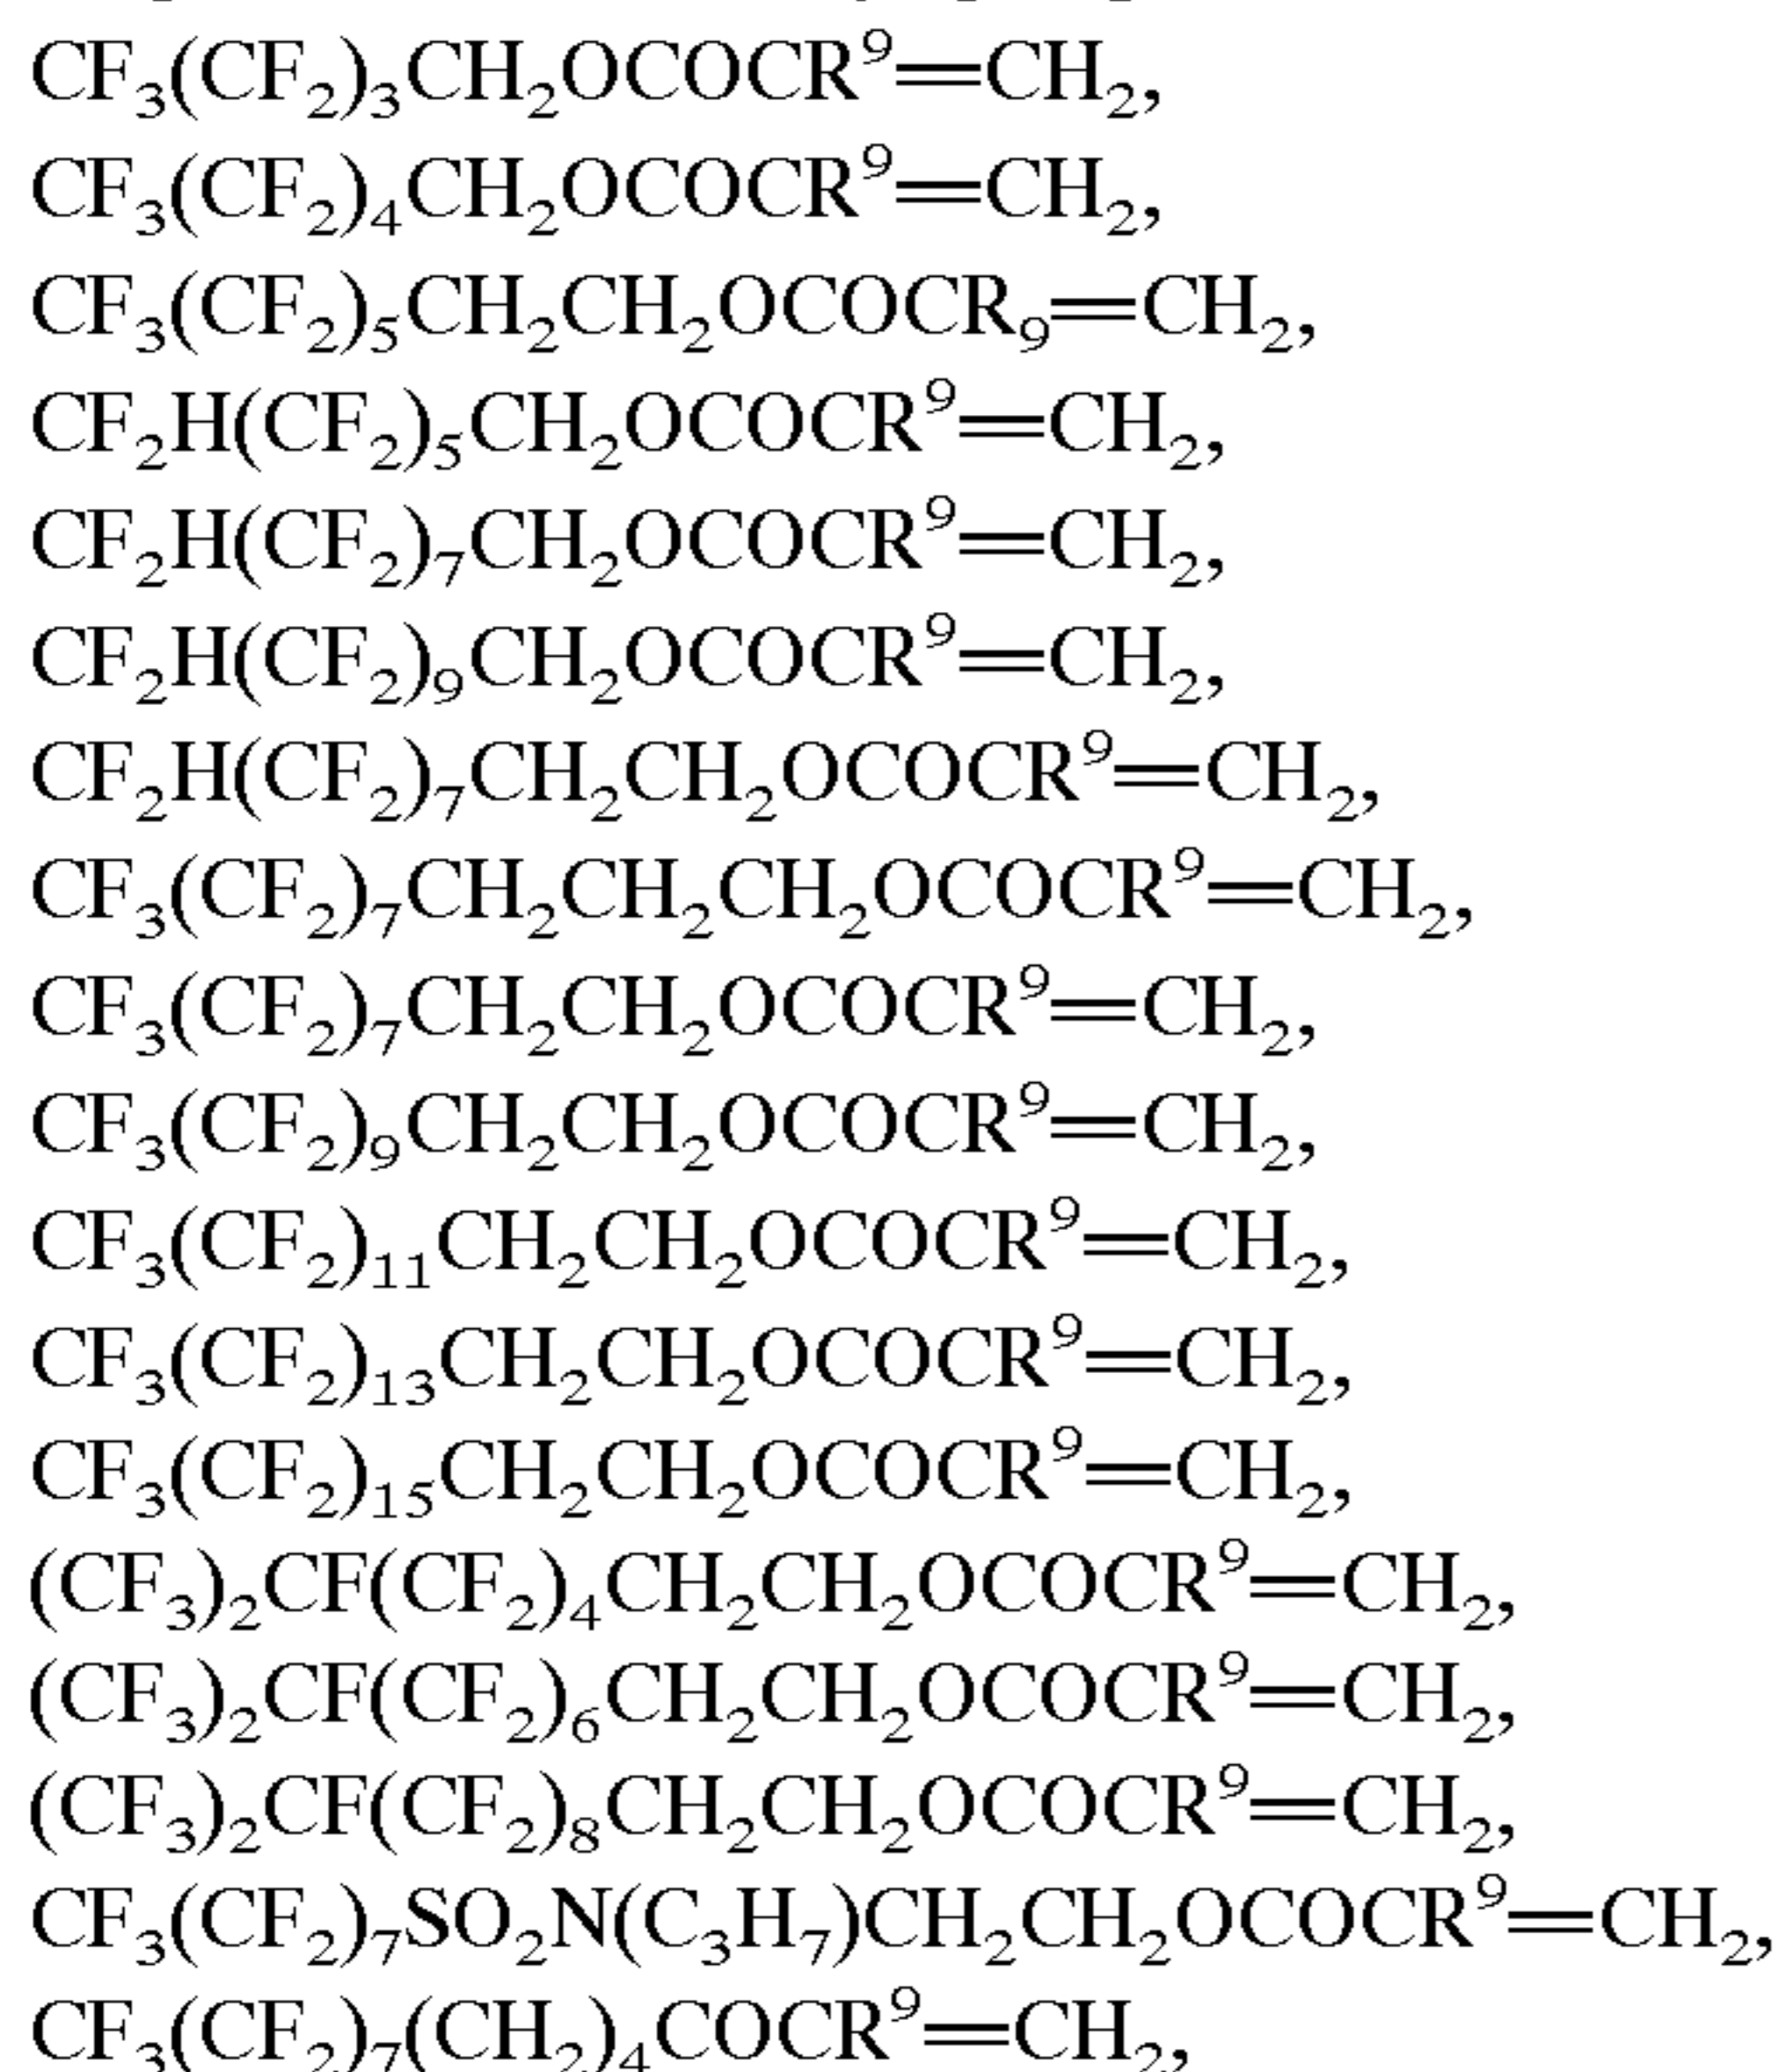 CF₃(CF₂)₃CH₂OCOCR⁹=CH₂,
CF₃(CF₂)₄CH₂OCOCR⁹=CH₂,
CF₃(CF₂)₅CH₂CH₂OCOCR₉=CH₂,
CF₂H(CF₂)₅CH₂OCOCR⁹=CH₂,
CF₂H(CF₂)₇CH₂OCOCR⁹=CH₂,
CF₂H(CF₂)₉CH₂OCOCR⁹=CH₂,
CF₂H(CF₂)₇CH₂CH₂OCOCR⁹=CH₂,
CF₃(CF₂)₇CH₂CH₂CH₂OCOCR⁹=CH₂,
CF₃(CF₂)₇CH₂CH₂OCOCR⁹=CH₂,
CF₃(CF₂)₉CH₂CH₂OCOCR⁹=CH₂,
CF₃(CF₂)₁₁CH₂CH₂OCOCR⁹=CH₂,
CF₃(CF₂)₁₃CH₂CH₂OCOCR⁹=CH₂,
CF₃(CF₂)₁₅CH₂CH₂OCOCR⁹=CH₂,
(CF₃)₂CF(CF₂)₄CH₂CH₂OCOCR⁹=CH₂,
(CF₃)₂CF(CF₂)₆CH₂CH₂OCOCR⁹=CH₂,
(CF₃)₂CF(CF₂)₈CH₂CH₂OCOCR⁹=CH₂,
CF₃(CF₂)₇SO₂N(C₃H₇)CH₂CH₂OCOCR⁹=CH₂,
CF₃(CF₂)₇(CH₂)₄COCR⁹=CH₂,